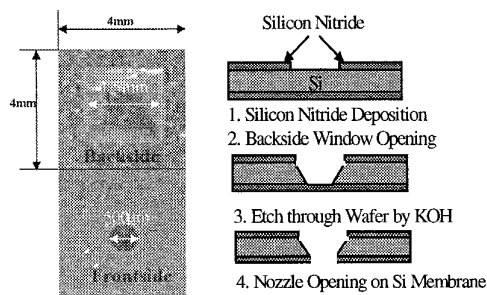 4mm
Silicon Nitride
4mm
Si
1. Silicon Nitride Deposition
2. Backside Window Opening
Backside
3. Etch through Wafer by KOH
Frontside
4. Nozzle Opening on Si Membrane